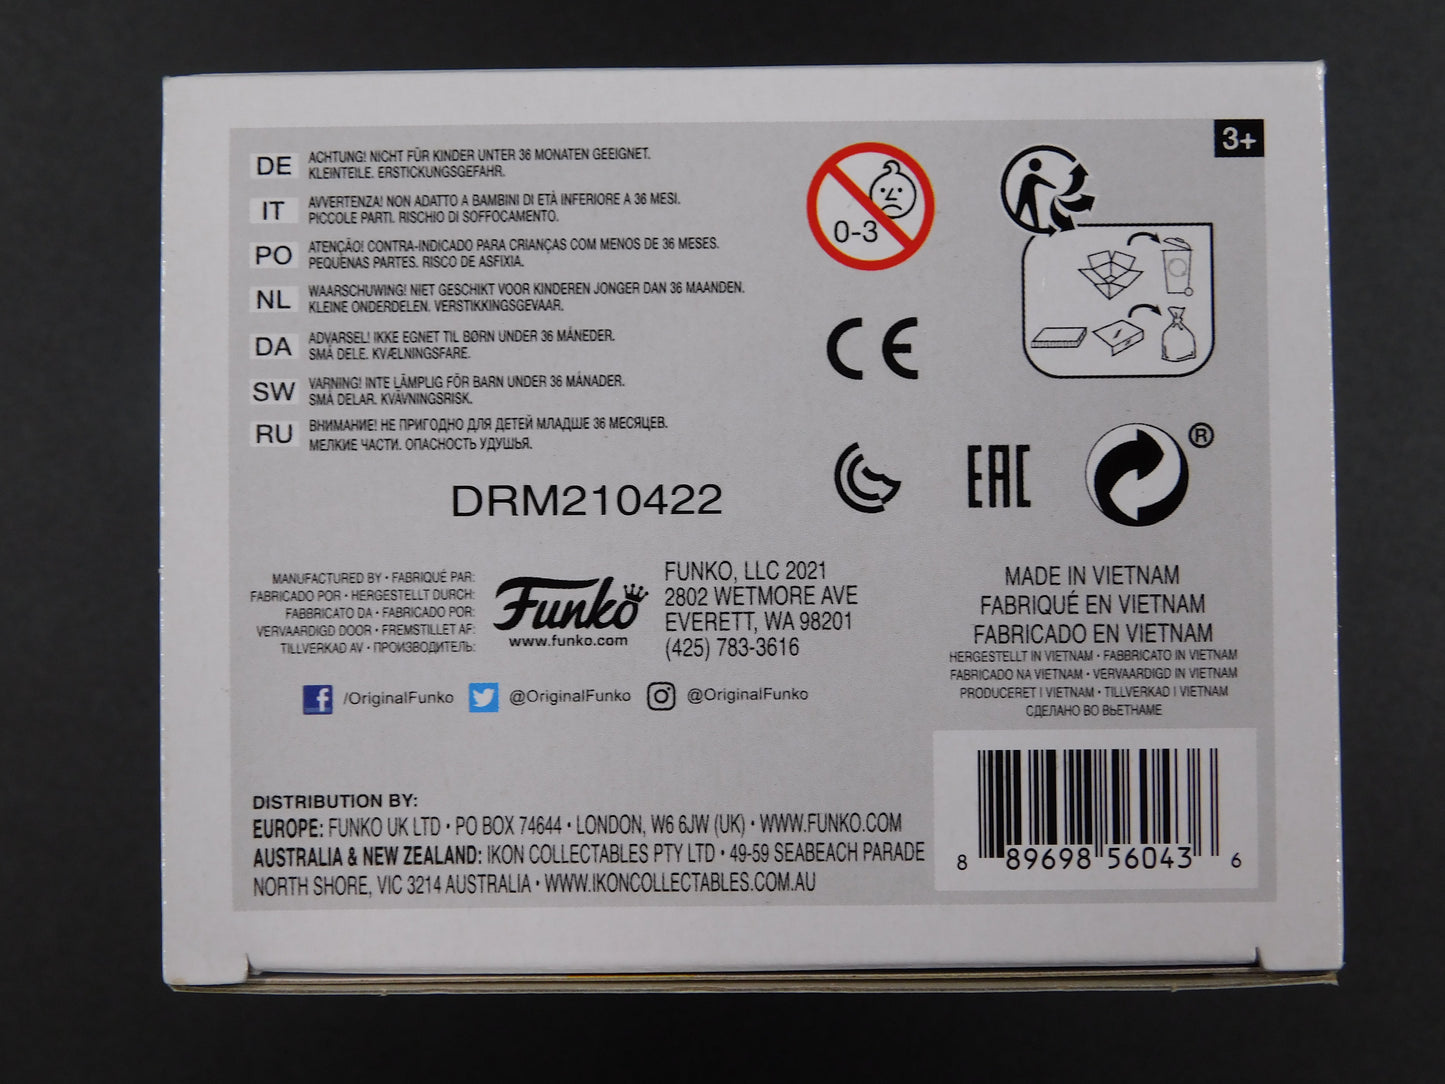 3+
DE ACHTUNG! NICHT FÜR KINDER UNTER 36 MONATEN GEEIGNET.
KLEINTEILE. ERSTICKUNGSGEFAHR.
IT AVVERTENZA! NON ADATTO A BAMBINI DI ETÀ INFERIORE A 36 MESI.
PICCOLE PARTI. RISCHIO DI SOFFOCAMENTO.
PO ATENÇÃO! CONTRA-INDICADO PARA CRIANÇAS COM MENOS DE 36 MESES.
PEQUENAS PARTES. RISCO DE ASFIXIA.
NL WAARSCHUWING! NIET GESCHIKT VOOR KINDEREN JONGER DAN 36 MAANDEN.
KLEINE ONDERDELEN. VERSTIKKINGSGEVAAR.
DA ADVARSEL! IKKE EGNET TIL BØRN UNDER 36 MÅNEDER.
SMÅ DELE. KVÆLNINGSFARE.
SW VARNING! INTE LÄMPLIG FÖR BARN UNDER 36 MÅNADER.
SMÅ DELAR. KVÄVNINGSRISK.
RU ВНИМАНИЕ! НЕ ПРИГОДНО ДЛЯ ДЕТЕЙ МЛАДШЕ 36 МЕСЯЦЕВ.
МЕЛКИЕ ЧАСТИ. ОПАСНОСТЬ УДУШЬЯ.
0-3
CE
EAC
®
DRM210422
MANUFACTURED BY • FABRIQUÉ PAR:
FABRICADO POR • HERGESTELLT DURCH:
FABBRICATO DA • FABRICADO POR:
VERVAARDIGD DOOR • FREMSTILLET AF:
TILLVERKAD AV • ПРОИЗВОДИТЕЛЬ:
Funko
www.funko.com
FUNKO, LLC 2021
2802 WETMORE AVE
EVERETT, WA 98201
(425) 783-3616
/OriginalFunko @OriginalFunko @OriginalFunko
MADE IN VIETNAM
FABRIQUÉ EN VIETNAM
FABRICADO EN VIETNAM
HERGESTELLT IN VIETNAM • FABBRICATO IN VIETNAM
FABRICADO NA VIETNAM • VERVAARDIGD IN VIETNAM
PRODUCERET I VIETNAM • TILLVERKAD I VIETNAM
СДЕЛАНО ВО ВЬЕТНАМЕ
DISTRIBUTION BY:
EUROPE: FUNKO UK LTD • PO BOX 74644 • LONDON, W6 6JW (UK) • WWW.FUNKO.COM
AUSTRALIA & NEW ZEALAND: IKON COLLECTABLES PTY LTD • 49-59 SEABEACH PARADE
NORTH SHORE, VIC 3214 AUSTRALIA • WWW.IKONCOLLECTABLES.COM.AU
8 89698 56043 6